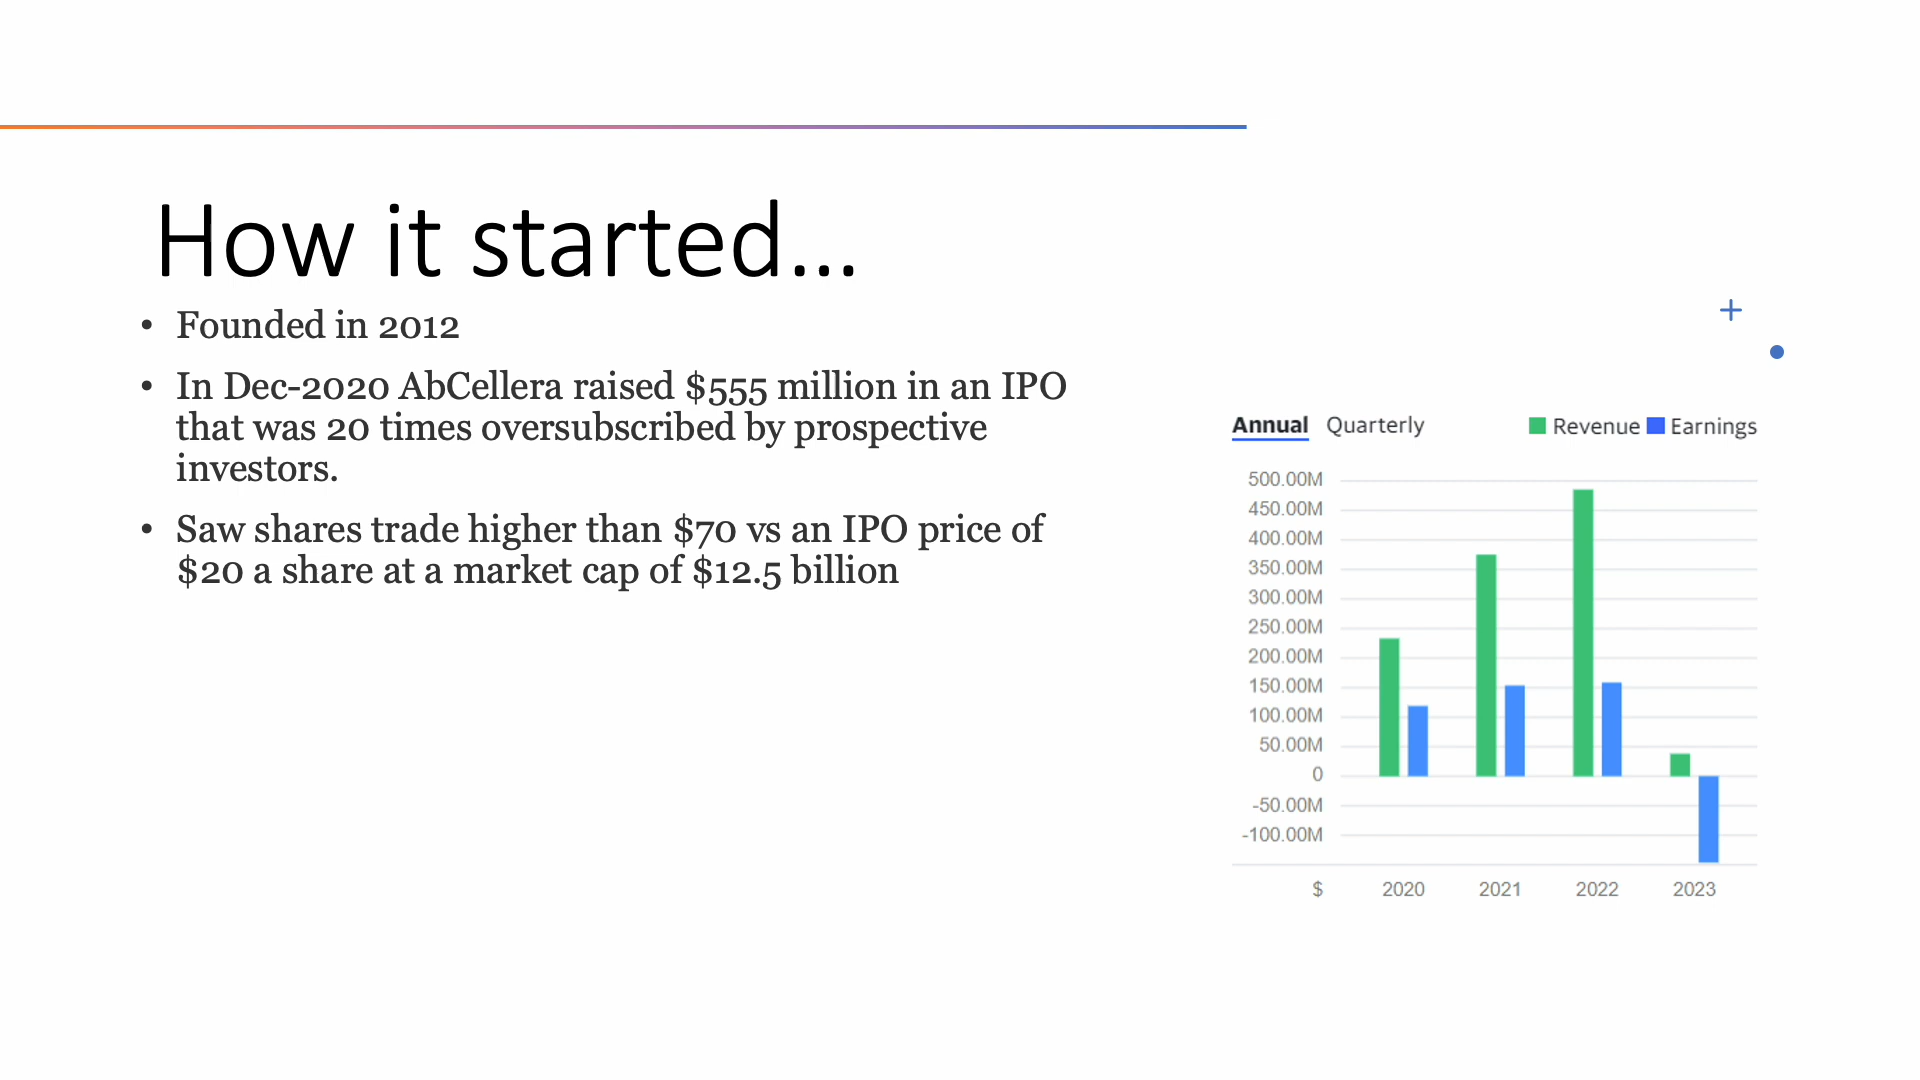 How it started...
• Founded in 2012
• In Dec-2020 AbCellera raised $555 million in an IPO
that was 20 times oversubscribed by prospective
investors.
• Saw shares trade higher than $70 vs an IPO price of
$20 a share at a market cap of $12.5 billion
Annual Quarterly Revenue Earnings
500.00M
450.00M
400.00M
350.00M
300.00M
250.00M
200.00M
150.00M
100.00M
50.00M
0
-50.00M
-100.00M
$ 2020 2021 2022 2023